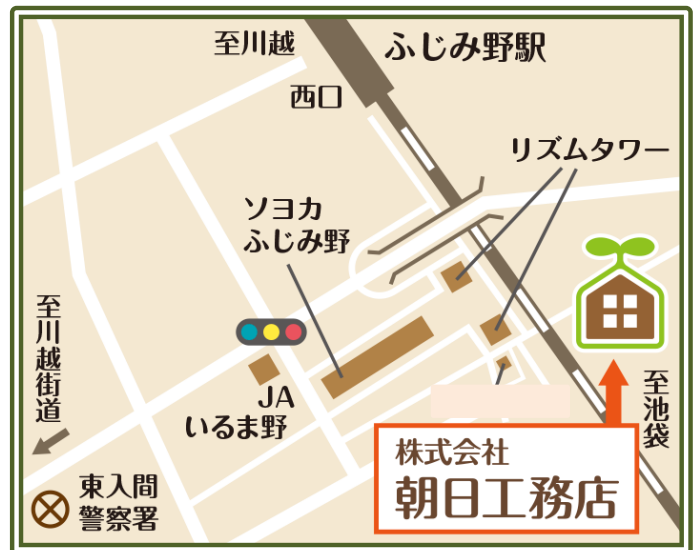 至川越
ふじみ野駅
西口
リズムタワー
ソヨカ
ふじみ野
至川越街道
JA
いるま野
至池袋
東入間
警察署
株式会社
朝日工務店